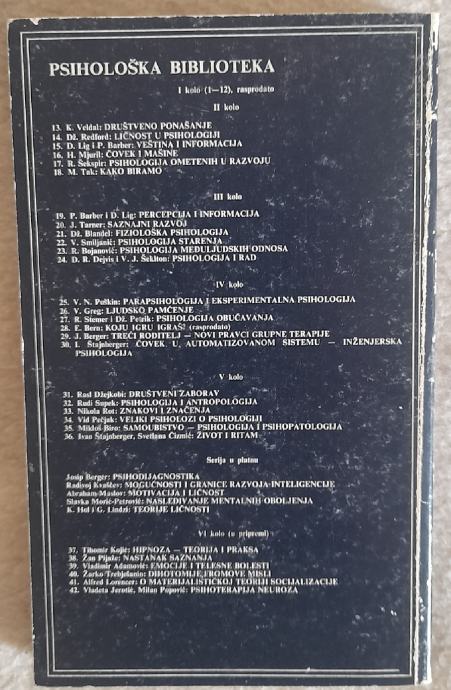 PSIHOLOŠKA BIBLIOTEKA
I kolo (1—12), rasprodato
II kolo
13. K. Veldal: DRUŠTVENO PONAŠANJE
14. Dž. Redford: LIČNOST U PSIHOLOGIJI
15. D. Lig i P. Barber: VEŠTINA I INFORMACIJA
16. H. Mjuril: ČOVEK I MAŠINE
17. R. Šekspir: PSIHOLOGIJA OMETENIH U RAZVOJU
18. M. Tak: KAKO BIRAMO
III kolo
19. P. Barber i D. Lig: PERCEPCIJA I INFORMACIJA
20. J. Tarner: SAZNAJNI RAZVOJ
21. Dž. Blandel: FIZIOLOŠKA PSIHOLOGIJA
22. V. Smiljanić: PSIHOLOGIJA STARENJA
23. R. Bojanović: PSIHOLOGIJA MEĐULJUDSKIH ODNOSA
24. D. R. Dejvis i V. J. Šeklton: PSIHOLOGIJA I RAD
IV kolo
25. V. N. Puškin: PARAPSIHOLOGIJA I EKSPERIMENTALNA PSIHOLOGIJA
26. V. Greg: LJUDSKO PAMĆENJE
27. R. Stemer i Dž. Petrik: PSIHOLOGIJA OBUČAVANJA
28. E. Bern: KOJU IGRU IGRAŠ? (rasprodato)
29. J. Berger: TREĆI RODITELJ — NOVI PRAVCI GRUPNE TERAPIJE
30. I. Štajnberger: ČOVEK U AUTOMATIZOVANOM SISTEMU — INŽENJERSKA
PSIHOLOGIJA
V kolo
31. Rasl Džejkobi: DRUŠTVENI ZABORAV
32. Rudi Supek: PSIHOLOGIJA I ANTROPOLOGIJA
33. Nikola Rot: ZNAKOVI I ZNAČENJA
34. Vid Pečjak: VELIKI PSIHOLOZI O PSIHOLOGIJI
35. Mikloš Biro: SAMOUBISTVO — PSIHOLOGIJA I PSIHOPATOLOGIJA
36. Ivan Štajnberger, Svetlana Čizmić: ŽIVOT I RITAM
Serija u platnu
Josip Berger: PSIHODIJAGNOSTIKA
Radivoj Kvaščev: MOGUĆNOSTI I GRANICE RAZVOJA INTELIGENCIJE
Abraham Maslov: MOTIVACIJA I LIČNOST
Slavka Morić-Petrović: NASLEĐIVANJE MENTALNIH OBOLJENJA
K. Hol i G. Lindzi: TEORIJE LIČNOSTI
VI kolo (u pripremi)
37. Tihomir Kojić: HIPNOZA — TEORIJA I PRAKSA
38. Žan Pijaže: NASTANAK SAZNANJA
39. Vladimir Adamović: EMOCIJE I TELESNE BOLESTI
40. Žarko Trebješanin: DIHOTOMIJE FROMOVE MISLI
41. Alfred Lorencer: O MATERIJALISTIČKOJ TEORIJI SOCIJALIZACIJE
42. Vladeta Jerotić, Milan Popović: PSIHOTERAPIJA NEUROZA